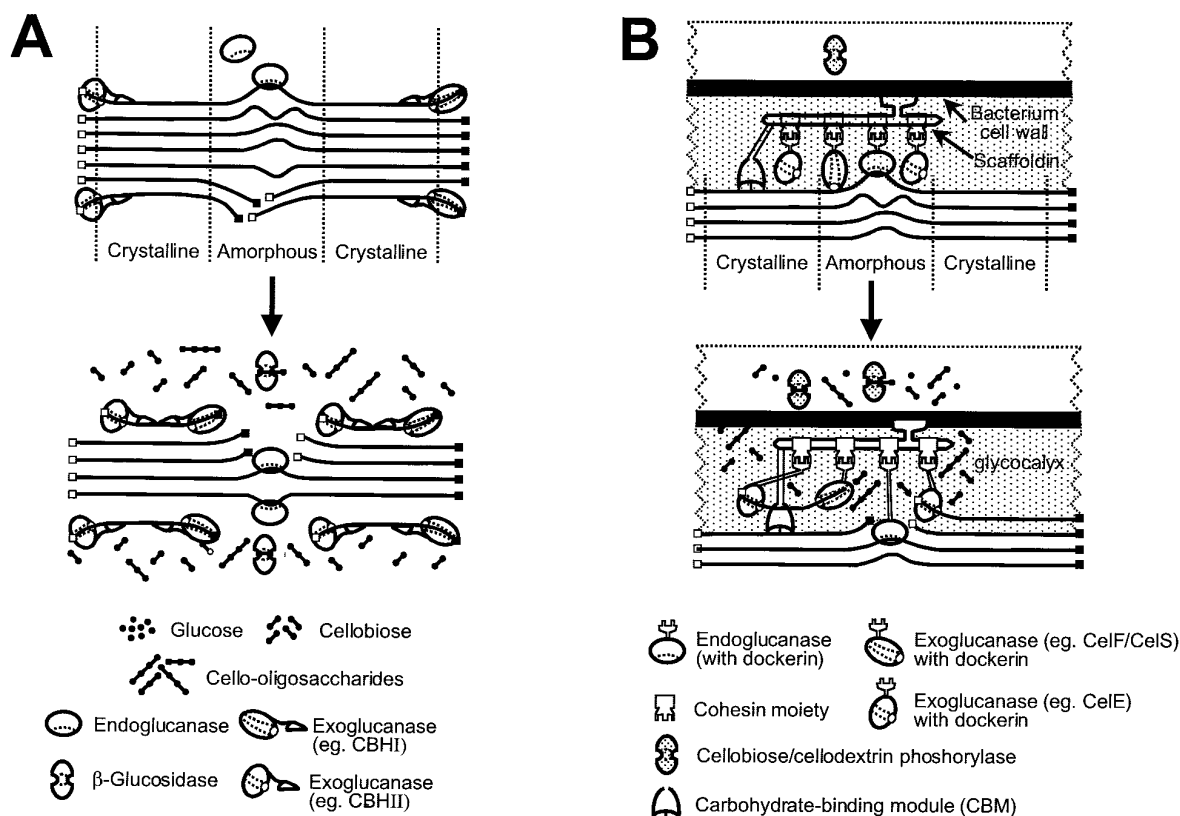 A
Crystalline
Amorphous
Crystalline
Glucose
Cellobiose
Cello-oligosaccharides
Endoglucanase
Exoglucanase
(eg. CBHI)
β-Glucosidase
Exoglucanase
(eg. CBHII)
B
Bacterium
cell wall
Scaffoldin
Crystalline
Amorphous
Crystalline
glycocalyx
Endoglucanase
(with dockerin)
Exoglucanase (eg. CelF/CelS)
with dockerin
Cohesin moiety
Exoglucanase (eg. CelE)
with dockerin
Cellobiose/cellodextrin phoshorylase
Carbohydrate-binding module (CBM)